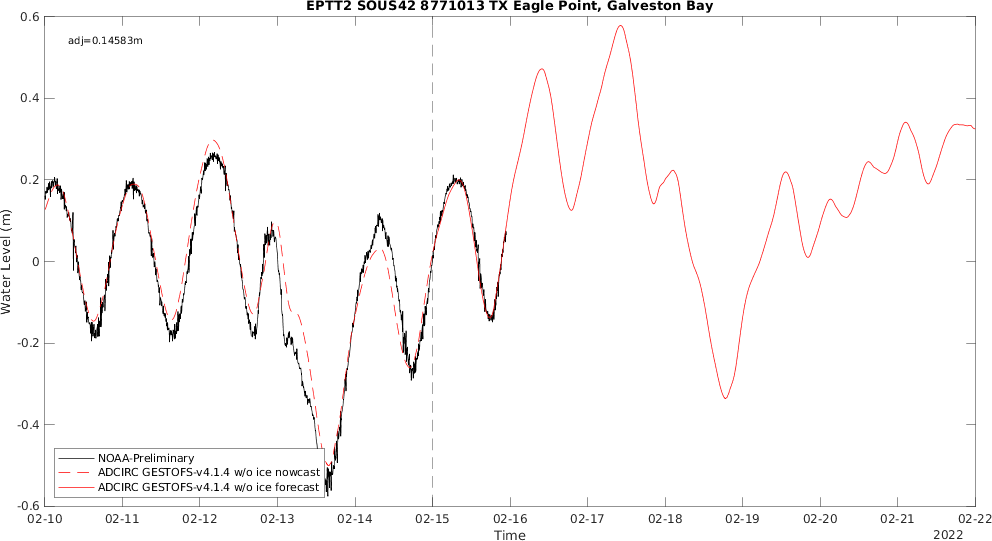 EPTT2 SOUS42 8771013 TX Eagle Point, Galveston Bay
adj=0.14583m
0.6
0.4
0.2
0
-0.2
-0.4
-0.6
Water Level (m)
NOAA-Preliminary
ADCIRC GESTOFS-v4.1.4 w/o ice nowcast
ADCIRC GESTOFS-v4.1.4 w/o ice forecast
02-10 02-11 02-12 02-13 02-14 02-15 02-16 02-17 02-18 02-19 02-20 02-21 02-22
Time
2022